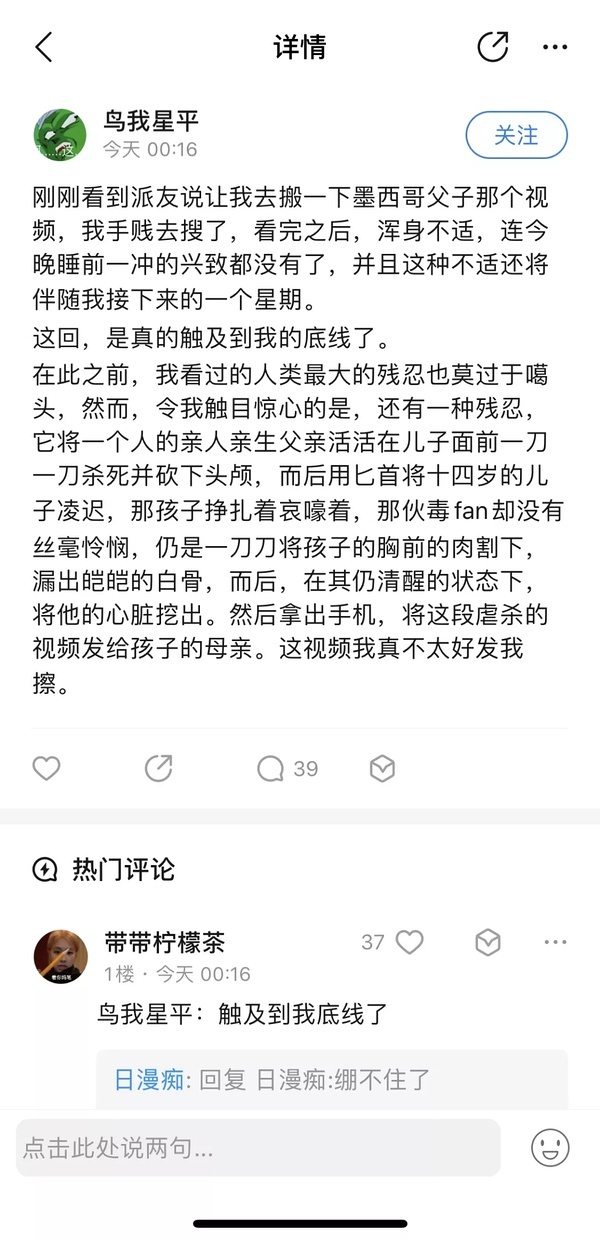 详情
鸟我星平
今天 00:16
关注
刚刚看到派友说让我去搬一下墨西哥父子那个视
频，我手贱去搜了，看完之后，浑身不适，连今
晚睡前一冲的兴致都没有了，并且这种不适还将
伴随我接下来的一个星期。
这回，是真的触及到我的底线了。
在此之前，我看过的人类最大的残忍也莫过于噶
头，然而，令我触目惊心的是，还有一种残忍，
它将一个人的亲人亲生父亲活活在儿子面前一刀
一刀杀死并砍下头颅，而后用匕首将十四岁的儿
子凌迟，那孩子挣扎着哀嚎着，那伙毒fan却没有
丝毫怜悯，仍是一刀刀将孩子的胸前的肉割下，
漏出皑皑的白骨，而后，在其仍清醒的状态下，
将他的心脏挖出。然后拿出手机，将这段虐杀的
视频发给孩子的母亲。这视频我真不太好发我
擦。
39
热门评论
带带柠檬茶
37
1楼 · 今天 00:16
鸟我星平：触及到我底线了
日漫痴: 回复 日漫痴:绷不住了
点击此处说两句...